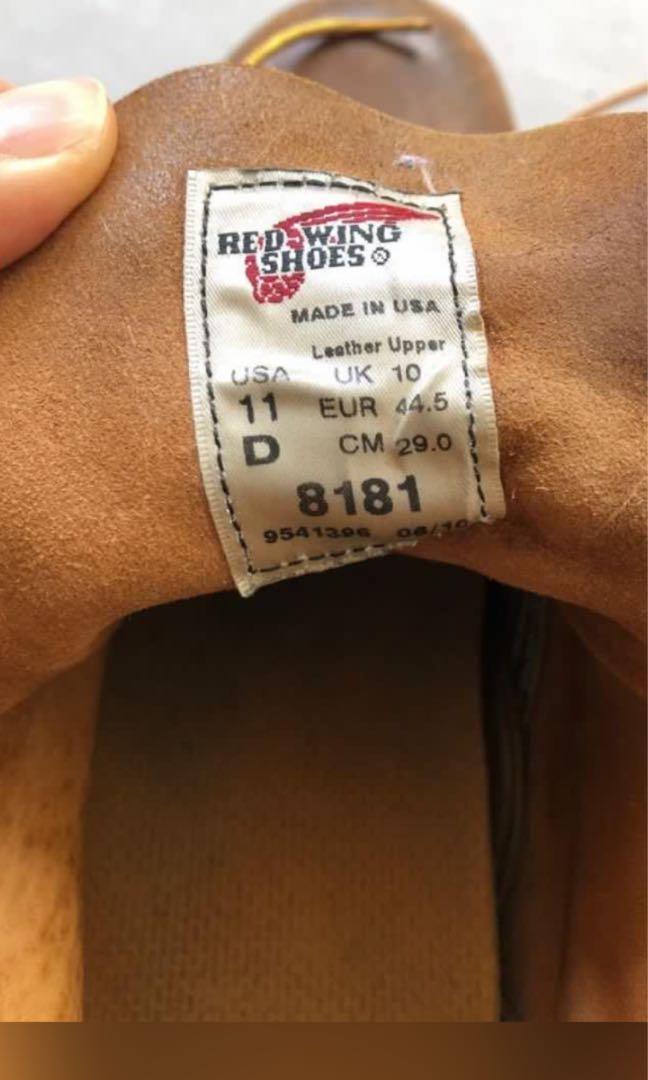 RED WING
SHOES®
MADE IN USA
Leather Upper
USA UK 10
11 EUR 44.5
D CM 29.0
8181
9541396